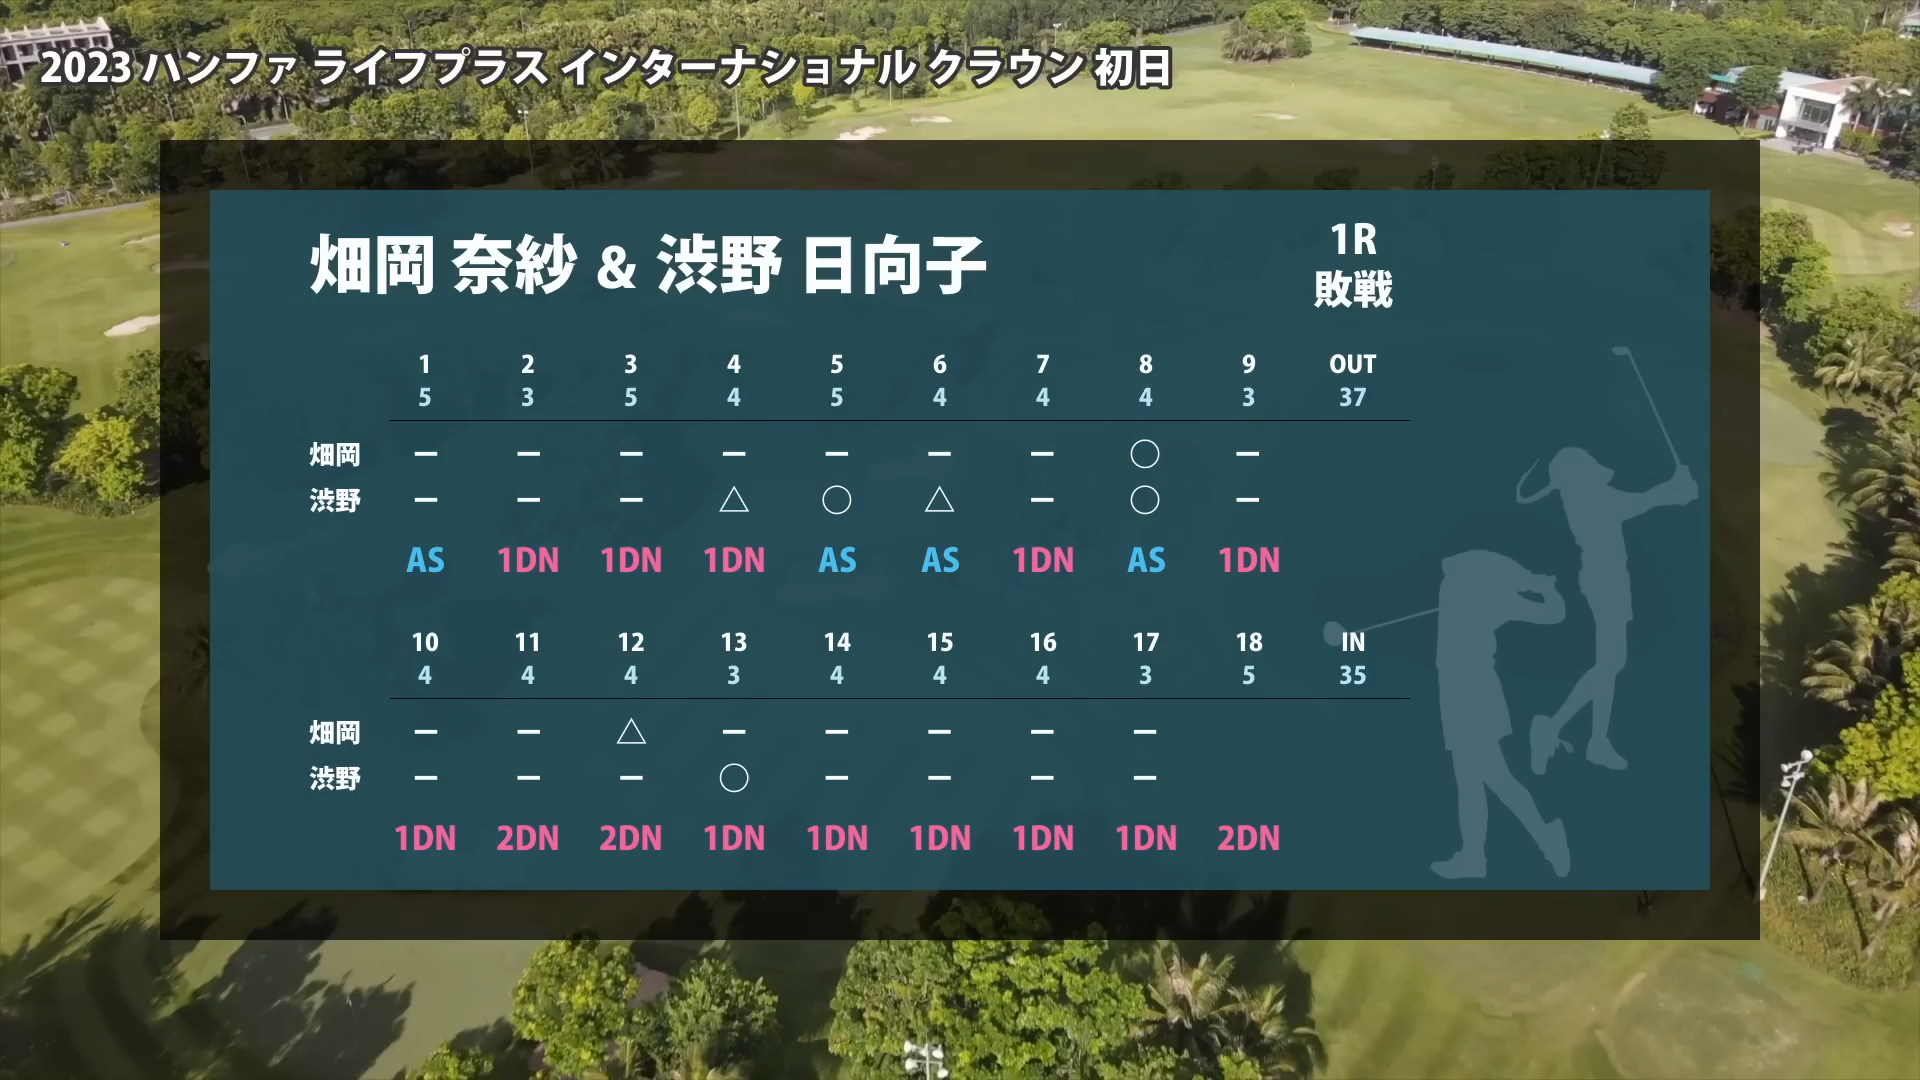 2023 ハンファ ライフプラス インターナショナル クラウン 初日
畑岡 奈紗 & 渋野 日向子
1R
敗戦
1 2 3 4 5 6 7 8 9 OUT
5 3 5 4 5 4 4 4 3 37
畑岡 － － － － － － － ○ －
渋野 － － － △ ○ △ － ○ －
AS 1DN 1DN 1DN AS AS 1DN AS 1DN
10 11 12 13 14 15 16 17 18 IN
4 4 4 3 4 4 4 3 5 35
畑岡 － － △ － － － － －
渋野 － － － ○ － － － －
1DN 2DN 2DN 1DN 1DN 1DN 1DN 1DN 2DN